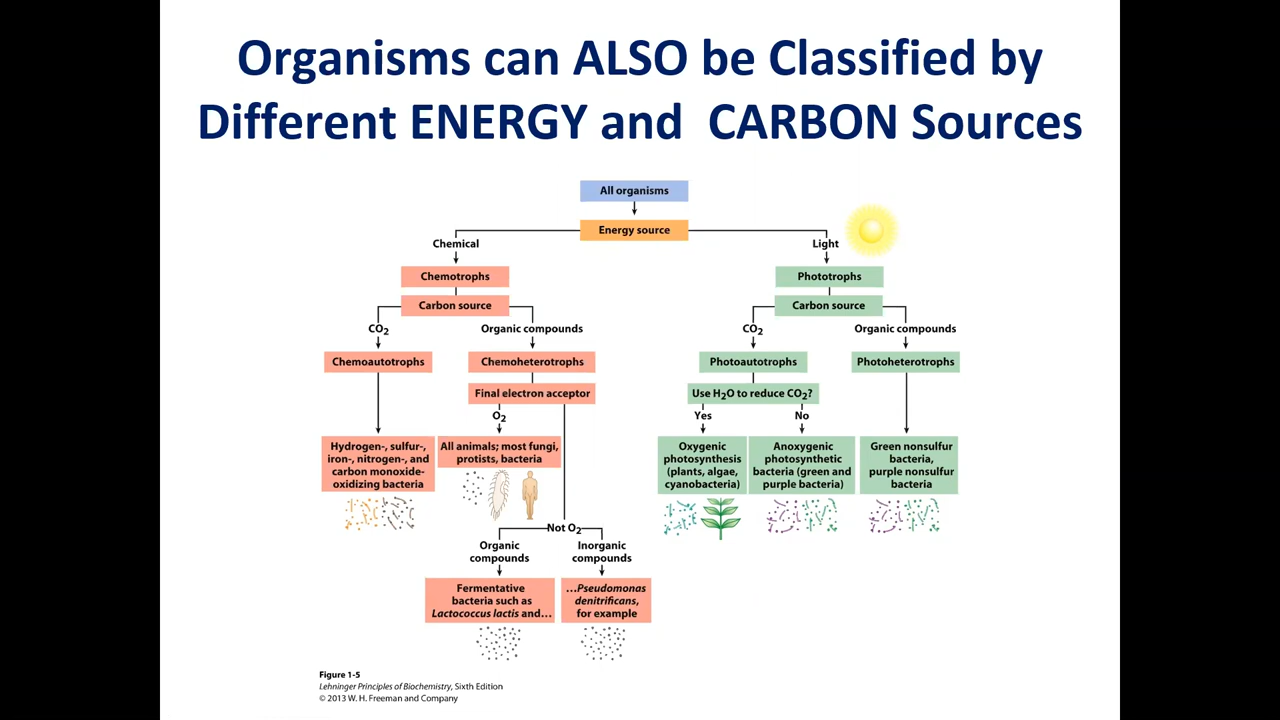 Organisms can ALSO be Classified by
Different ENERGY and CARBON Sources
All organisms
Energy source
Chemical
Light
Chemotrophs
Phototrophs
Carbon source
Carbon source
CO2
Organic compounds
CO2
Organic compounds
Chemoautotrophs
Chemoheterotrophs
Photoautotrophs
Photoheterotrophs
Final electron acceptor
Use H2O to reduce CO2?
O2
Yes
No
Hydrogen-, sulfur-,
iron-, nitrogen-, and
carbon monoxide-
oxidizing bacteria
All animals; most fungi,
protists, bacteria
Oxygenic
photosynthesis
(plants, algae,
cyanobacteria)
Anoxygenic
photosynthetic
bacteria (green and
purple bacteria)
Green nonsulfur
bacteria,
purple nonsulfur
bacteria
Not O2
Organic
compounds
Inorganic
compounds
Fermentative
bacteria such as
Lactococcus lactis and…
…Pseudomonas
denitrificans,
for example
Figure 1-5
Lehninger Principles of Biochemistry, Sixth Edition
© 2013 W. H. Freeman and Company